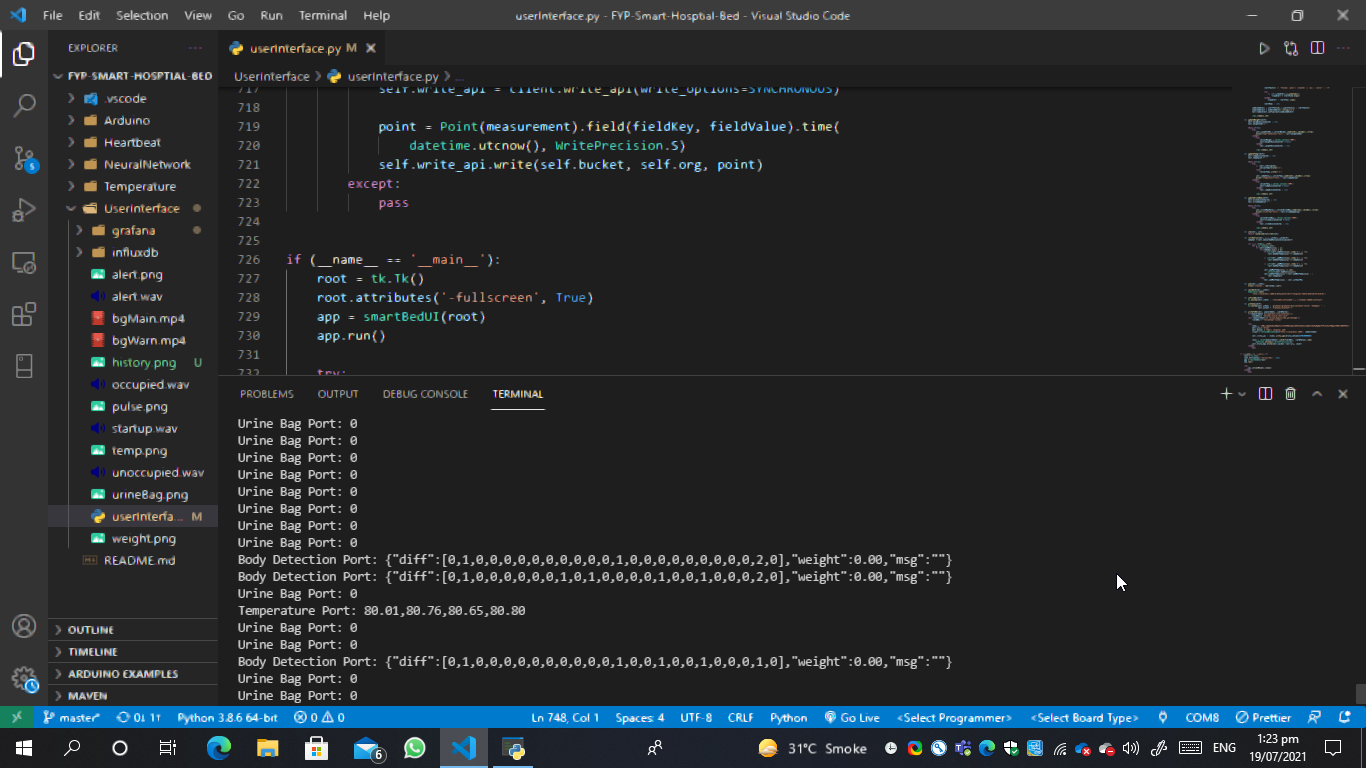 File Edit Selection View Go Run Terminal Help
userInterface.py - FYP-Smart-Hosptial-Bed - Visual Studio Code
EXPLORER
userInterface.py M
FYP-SMART-HOSPTIAL-BED
UserInterface > userInterface.py > ...
.vscode
Arduino
Heartbeat
NeuralNetwork
Temperature
UserInterface
grafana
influxdb
alert.png
alert.wav
bgMain.mp4
bgWarn.mp4
history.png U
occupied.wav
pulse.png
startup.wav
temp.png
unoccupied.wav
urineBag.png
userInterfa... M
weight.png
README.md
OUTLINE
TIMELINE
ARDUINO EXAMPLES
MAVEN
717 self.write_api = client.write_api(write_options=SYNCHRONOUS)
718
719 point = Point(measurement).field(fieldKey, fieldValue).time(
720 datetime.utcnow(), WritePrecision.S)
721 self.write_api.write(self.bucket, self.org, point)
722 except:
723 pass
724
725
726 if (__name__ == '__main__'):
727 root = tk.Tk()
728 root.attributes('-fullscreen', True)
729 app = smartBedUI(root)
730 app.run()
731
732 try:
PROBLEMS OUTPUT DEBUG CONSOLE TERMINAL
Urine Bag Port: 0
Urine Bag Port: 0
Urine Bag Port: 0
Urine Bag Port: 0
Urine Bag Port: 0
Urine Bag Port: 0
Urine Bag Port: 0
Urine Bag Port: 0
Body Detection Port: {"diff":[0,1,0,0,0,0,0,0,0,0,0,0,1,0,0,0,0,0,0,0,0,0,2,0],"weight":0.00,"msg":""}
Body Detection Port: {"diff":[0,1,0,0,0,0,0,0,1,0,1,0,0,0,0,1,0,0,1,0,0,0,2,0],"weight":0.00,"msg":""}
Urine Bag Port: 0
Temperature Port: 80.01,80.76,80.65,80.80
Urine Bag Port: 0
Urine Bag Port: 0
Body Detection Port: {"diff":[0,1,0,0,0,0,0,0,0,0,0,0,1,0,0,1,0,0,1,0,0,0,1,0],"weight":0.00,"msg":""}
Urine Bag Port: 0
Urine Bag Port: 0
master* 0↓ 1↑ Python 3.8.6 64-bit 0 0 Ln 748, Col 1 Spaces: 4 UTF-8 CRLF Python Go Live <Select Programmer> <Select Board Type> COM8 Prettier
31°C Smoke ENG
1:23 pm
19/07/2021